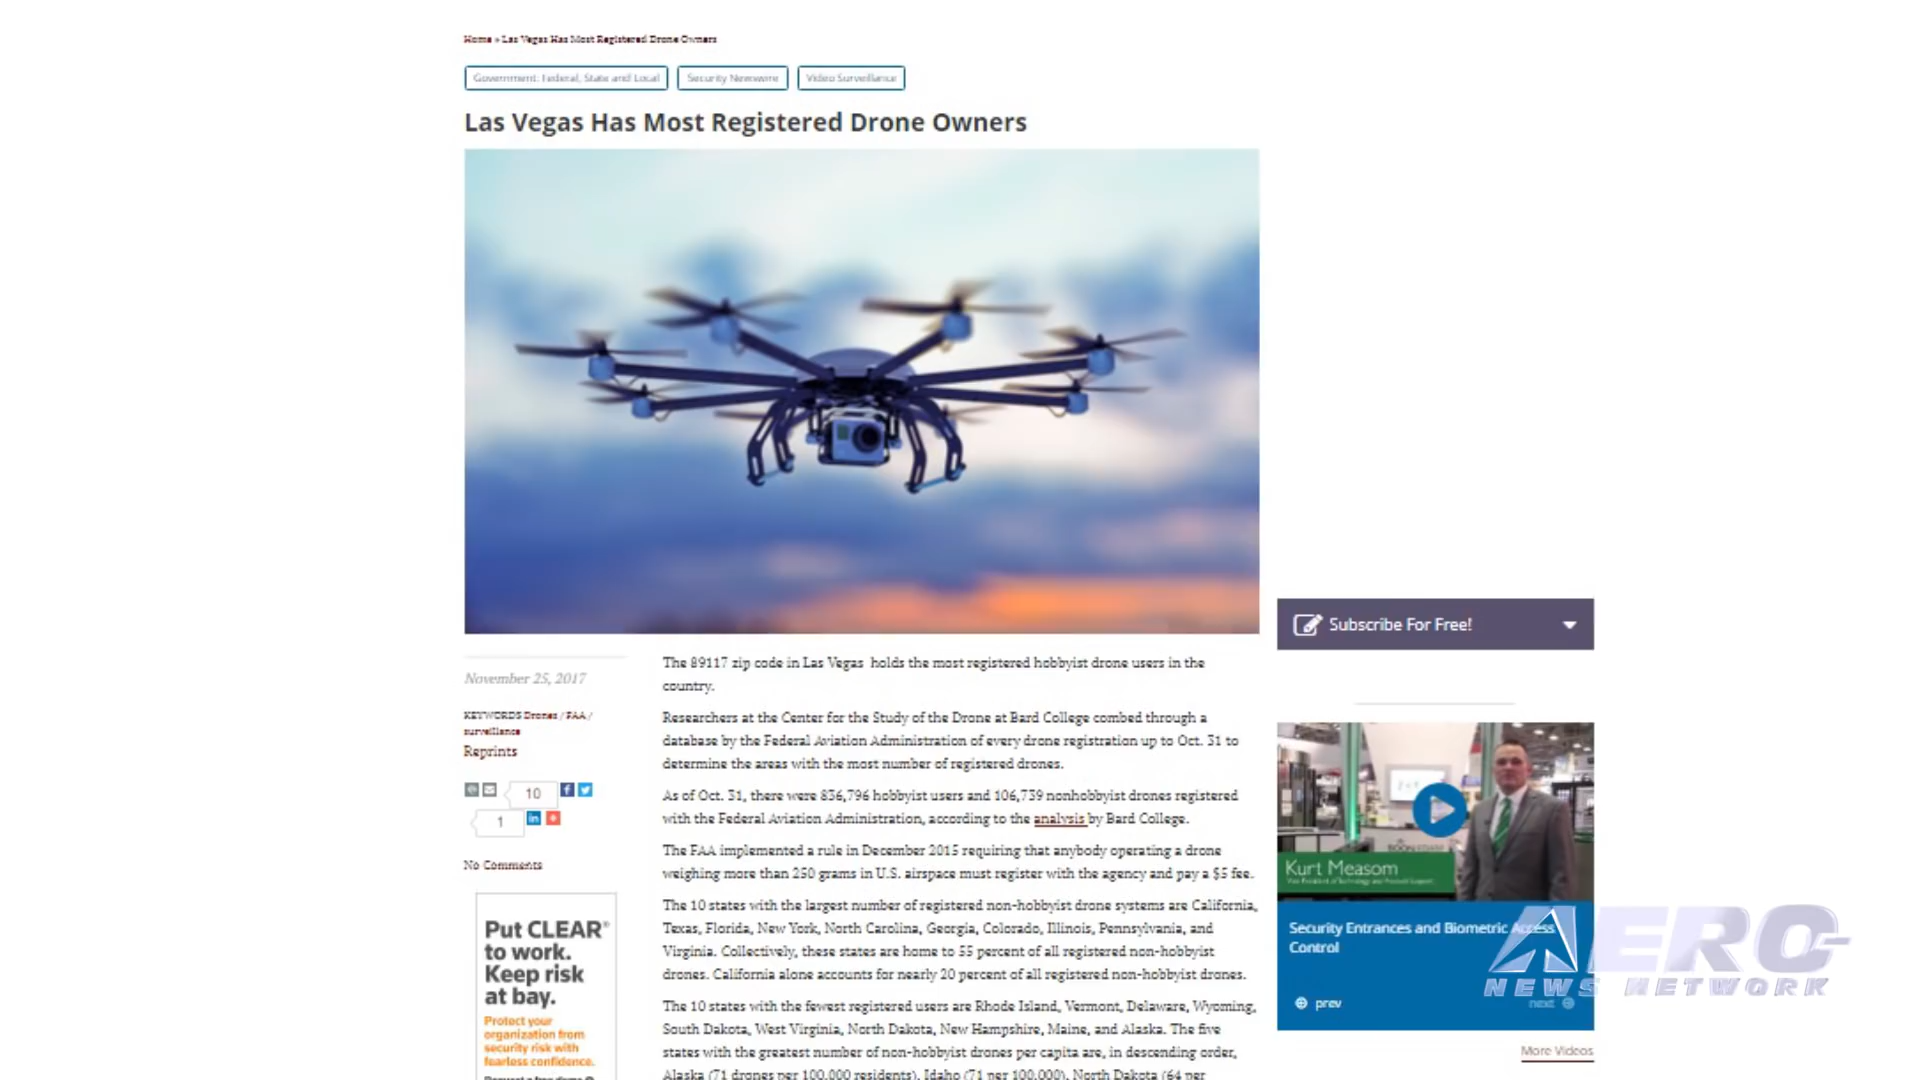 Home » Las Vegas Has Most Registered Drone Owners
Government: Federal, State and Local
Security Newswire
Video Surveillance
Las Vegas Has Most Registered Drone Owners
November 25, 2017
KEYWORDS Drones / FAA /
surveillance
Reprints
10
1
in
No Comments
Put CLEAR®
to work.
Keep risk
at bay.
Protect your
organization from
security risk with
fearless confidence.
The 89117 zip code in Las Vegas holds the most registered hobbyist drone users in the
country.
Researchers at the Center for the Study of the Drone at Bard College combed through a
database by the Federal Aviation Administration of every drone registration up to Oct. 31 to
determine the areas with the most number of registered drones.
As of Oct. 31, there were 836,796 hobbyist users and 106,739 nonhobbyist drones registered
with the Federal Aviation Administration, according to the analysis by Bard College.
The FAA implemented a rule in December 2015 requiring that anybody operating a drone
weighing more than 250 grams in U.S. airspace must register with the agency and pay a $5 fee.
The 10 states with the largest number of registered non-hobbyist drone systems are California,
Texas, Florida, New York, North Carolina, Georgia, Colorado, Illinois, Pennsylvania, and
Virginia. Collectively, these states are home to 55 percent of all registered non-hobbyist
drones. California alone accounts for nearly 20 percent of all registered non-hobbyist drones.
The 10 states with the fewest registered users are Rhode Island, Vermont, Delaware, Wyoming,
South Dakota, West Virginia, North Dakota, New Hampshire, Maine, and Alaska. The five
states with the greatest number of non-hobbyist drones per capita are, in descending order,
Alaska (71 drones per 100,000 residents), Idaho (71 per 100,000), North Dakota (64 per
Subscribe For Free!
Kurt Measom
Vice President of Technology and Product Support
Security Entrances and Biometric Access
Control
prev
next
More Videos
AERO-
NEWS NETWORK